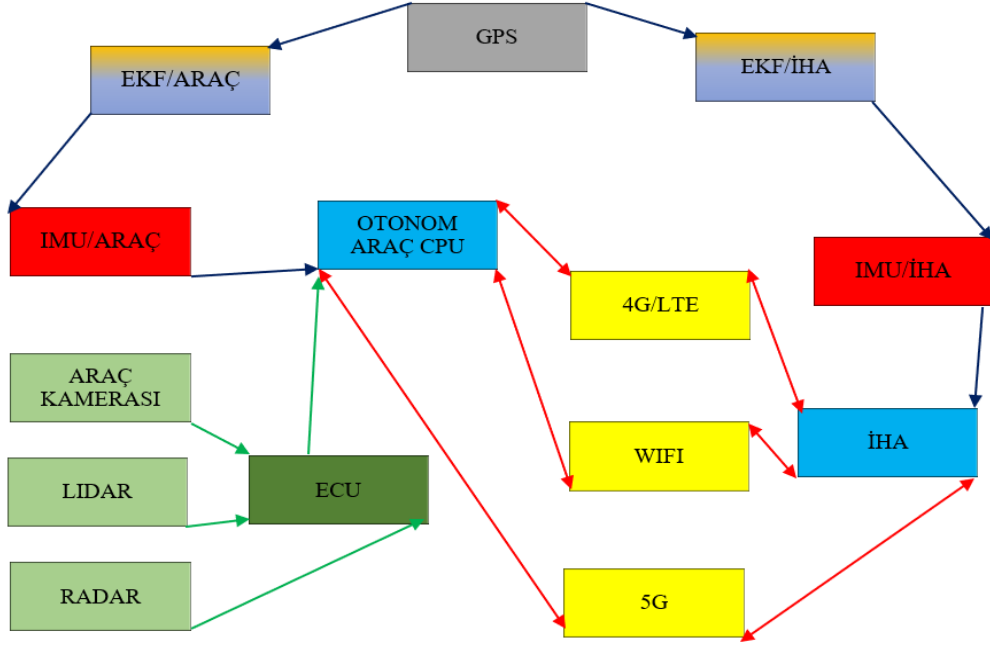 GPS
EKF/ARAÇ
EKF/İHA
IMU/ARAÇ
OTONOM
ARAÇ CPU
IMU/İHA
4G/LTE
ARAÇ
KAMERASI
WIFI
İHA
LIDAR
ECU
RADAR
5G